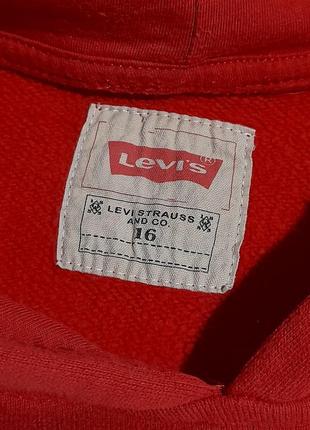 Levi's®
LEVI STRAUSS
AND CO.
16